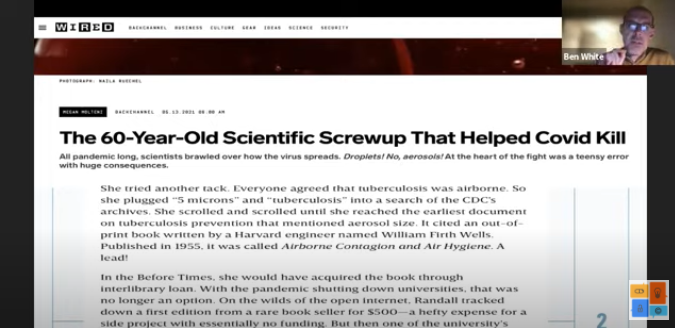 WIRED BACKCHANNEL BUSINESS CULTURE GEAR IDEAS SCIENCE SECURITY
Ben White
PHOTOGRAPH: NAILA RUECHEL
MEGAN MOLTENI BACKCHANNEL 05.13.2021 08:00 AM
The 60-Year-Old Scientific Screwup That Helped Covid Kill
All pandemic long, scientists brawled over how the virus spreads. Droplets! No, aerosols! At the heart of the fight was a teensy error
with huge consequences.
She tried another tack. Everyone agreed that tuberculosis was airborne. So
she plugged “5 microns” and “tuberculosis” into a search of the CDC’s
archives. She scrolled and scrolled until she reached the earliest document
on tuberculosis prevention that mentioned aerosol size. It cited an out-of-
print book written by a Harvard engineer named William Firth Wells.
Published in 1955, it was called Airborne Contagion and Air Hygiene. A
lead!
In the Before Times, she would have acquired the book through
interlibrary loan. With the pandemic shutting down universities, that was
no longer an option. On the wilds of the open internet, Randall tracked
down a first edition from a rare book seller for $500—a hefty expense for a
side project with essentially no funding. But then one of the university’s
2